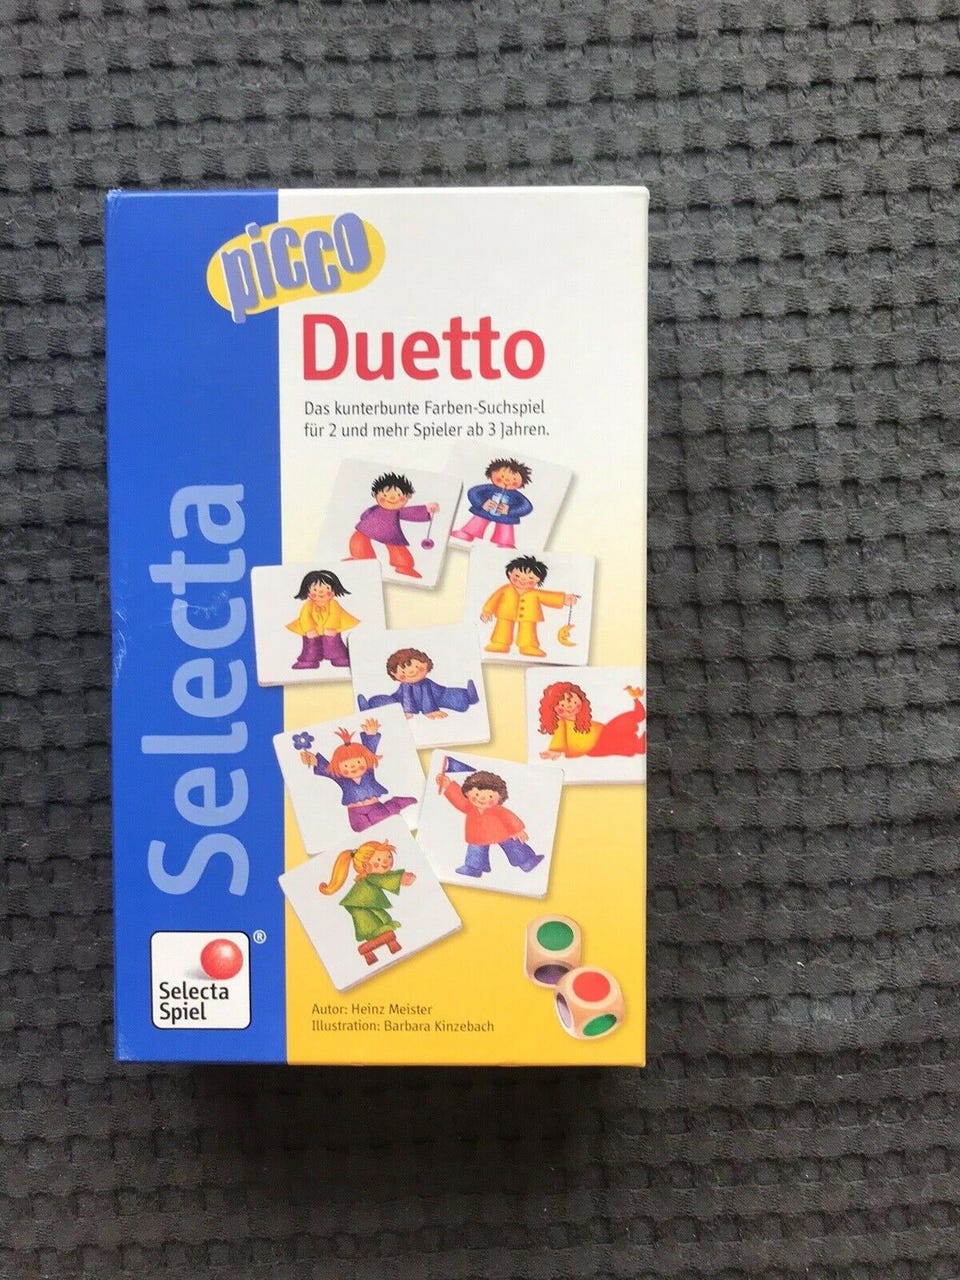 picco
Duetto
Das kunterbunte Farben-Suchspiel
für 2 und mehr Spieler ab 3 Jahren.
Selecta
Selecta
Spiel
®
Autor: Heinz Meister
Illustration: Barbara Kinzebach